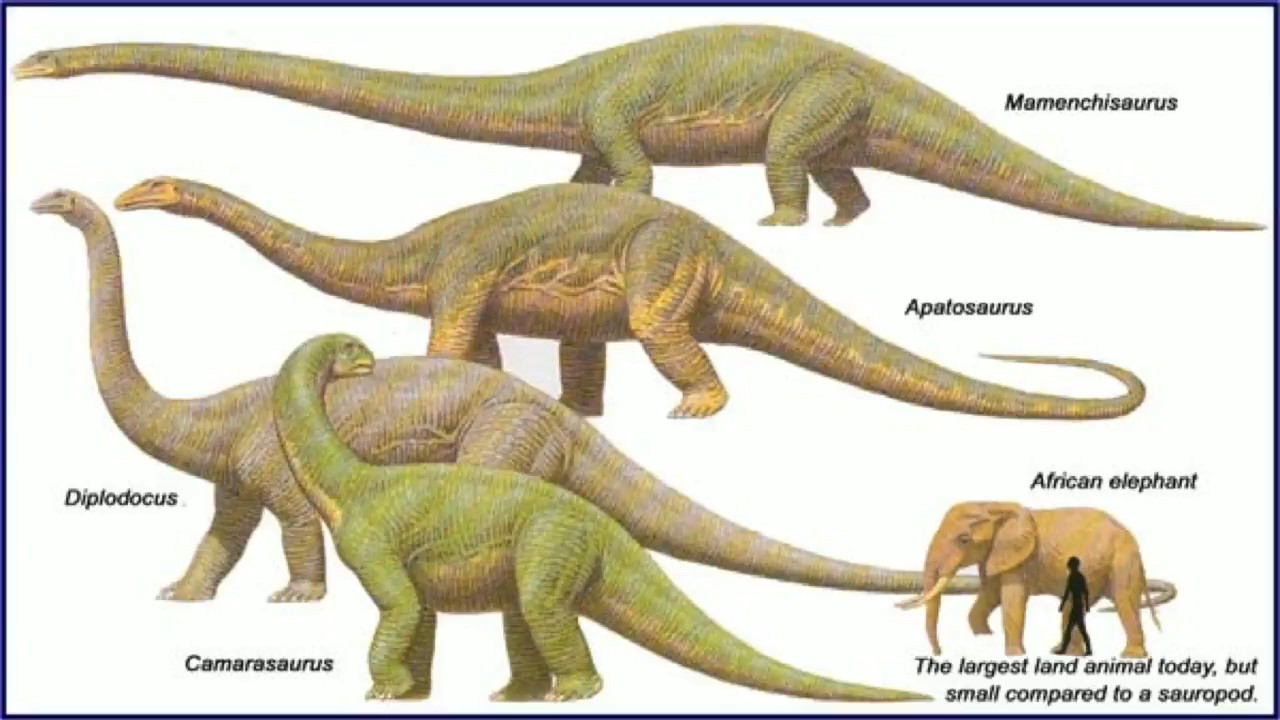 Mamenchisaurus
Apatosaurus
African elephant
Diplodocus
Camarasaurus
The largest land animal today, but
small compared to a sauropod.